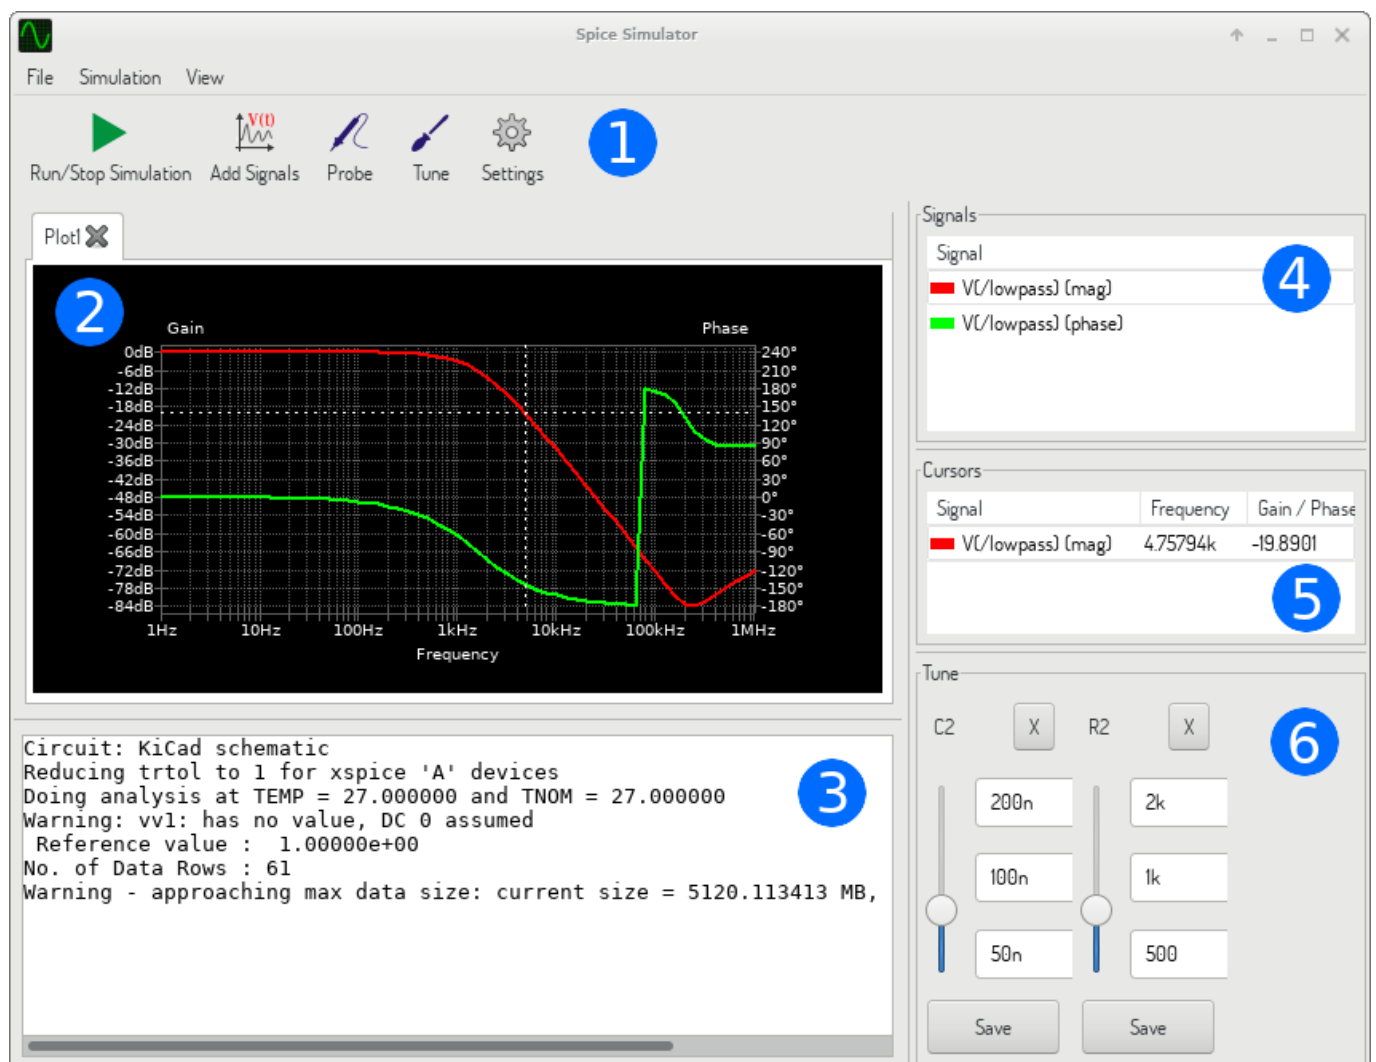 Spice Simulator
File Simulation View
Run/Stop Simulation Add Signals Probe Tune Settings
V(t)
1
Plot1
2
Gain Phase
0dB 240°
-6dB 210°
-12dB 180°
-18dB 150°
-24dB 120°
-30dB 90°
-36dB 60°
-42dB 30°
-48dB 0°
-54dB -30°
-60dB -60°
-66dB -90°
-72dB -120°
-78dB -150°
-84dB -180°
1Hz 10Hz 100Hz 1kHz 10kHz 100kHz 1MHz
Frequency
Circuit: KiCad schematic
Reducing trtol to 1 for xspice 'A' devices
Doing analysis at TEMP = 27.000000 and TNOM = 27.000000
Warning: vv1: has no value, DC 0 assumed
Reference value : 1.00000e+00
No. of Data Rows : 61
Warning - approaching max data size: current size = 5120.113413 MB,
3
Signals
Signal
V(/lowpass) (mag)
V(/lowpass) (phase)
4
Cursors
Signal Frequency Gain / Phase
V(/lowpass) (mag) 4.75794k -19.8901
5
Tune
C2 X R2 X
6
200n 2k
100n 1k
50n 500
Save Save